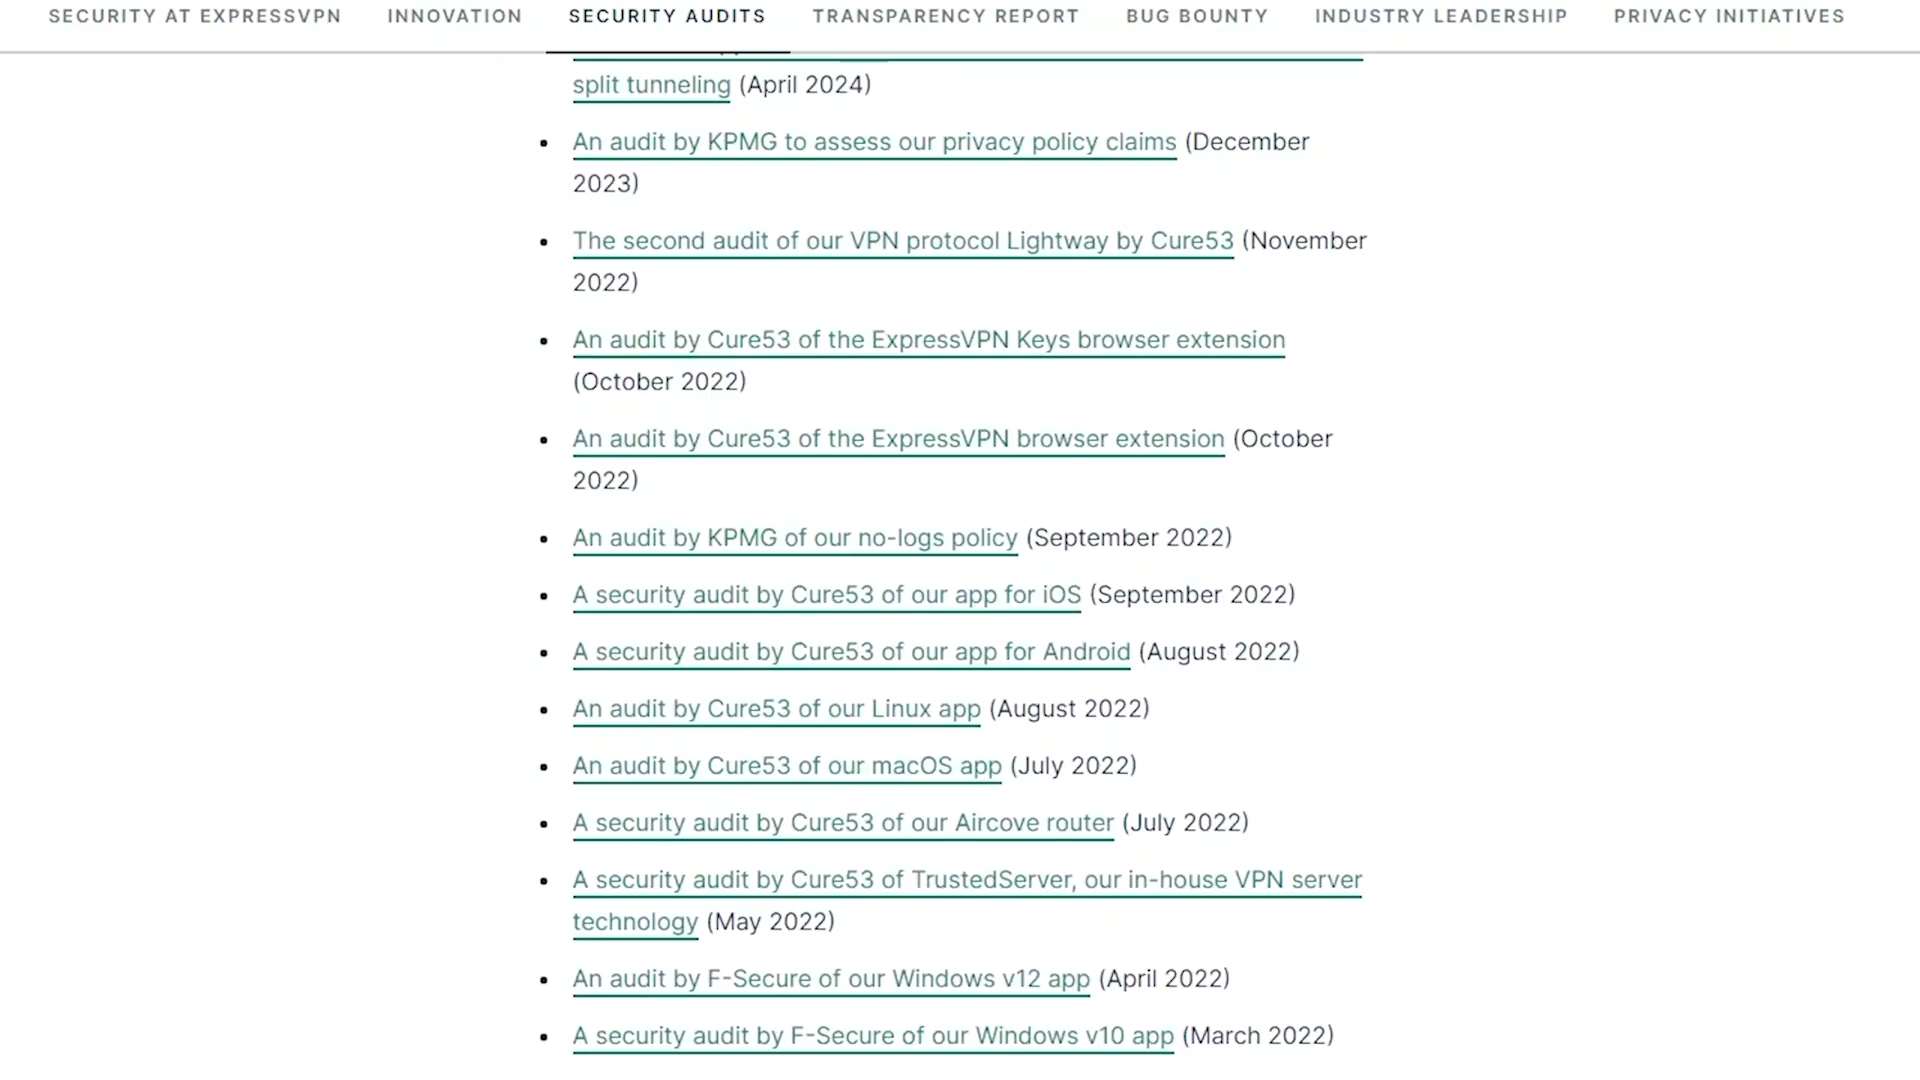 SECURITY AT EXPRESSVPN INNOVATION SECURITY AUDITS TRANSPARENCY REPORT BUG BOUNTY INDUSTRY LEADERSHIP PRIVACY INITIATIVES
split tunneling (April 2024)
An audit by KPMG to assess our privacy policy claims (December
2023)
The second audit of our VPN protocol Lightway by Cure53 (November
2022)
An audit by Cure53 of the ExpressVPN Keys browser extension
(October 2022)
An audit by Cure53 of the ExpressVPN browser extension (October
2022)
An audit by KPMG of our no-logs policy (September 2022)
A security audit by Cure53 of our app for iOS (September 2022)
A security audit by Cure53 of our app for Android (August 2022)
An audit by Cure53 of our Linux app (August 2022)
An audit by Cure53 of our macOS app (July 2022)
A security audit by Cure53 of our Aircove router (July 2022)
A security audit by Cure53 of TrustedServer, our in-house VPN server
technology (May 2022)
An audit by F-Secure of our Windows v12 app (April 2022)
A security audit by F-Secure of our Windows v10 app (March 2022)